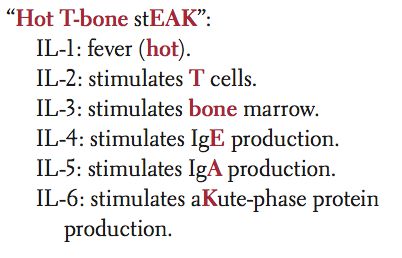 “Hot T-bone stEAK”:
IL-1: fever (hot).
IL-2: stimulates T cells.
IL-3: stimulates bone marrow.
IL-4: stimulates IgE production.
IL-5: stimulates IgA production.
IL-6: stimulates aKute-phase protein
production.